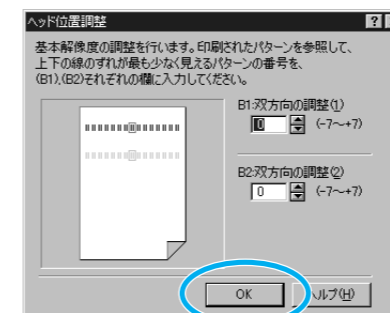 ヘッド位置調整
基本解像度の調整を行います。印刷されたパターンを参照して、
上下の線のずれが最も少なく見えるパターンの番号を、
(B1),(B2)それぞれの欄に入力してください。
B1:双方向の調整(1)
0 (-7～+7)
B2:双方向の調整(2)
0 (-7～+7)
OK ヘルプ(H)